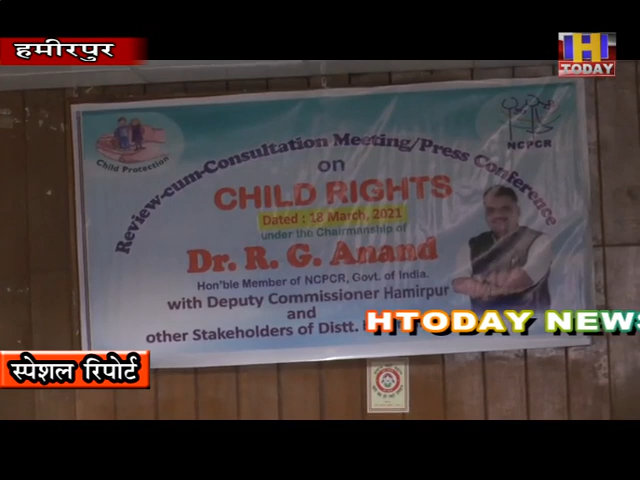 हमीरपुर
H
TODAY
Child Protection
NCPCR
Review-cum-Consultation Meeting/Press Conference
on
CHILD RIGHTS
Dated : 18 March, 2021
under the Chairmanship of
Dr. R. G. Anand
Hon'ble Member of NCPCR, Govt. of India.
with Deputy Commissioner Hamirpur
and
other Stakeholders of Distt.
HTODAY NEWS
स्पेशल रिपोर्ट